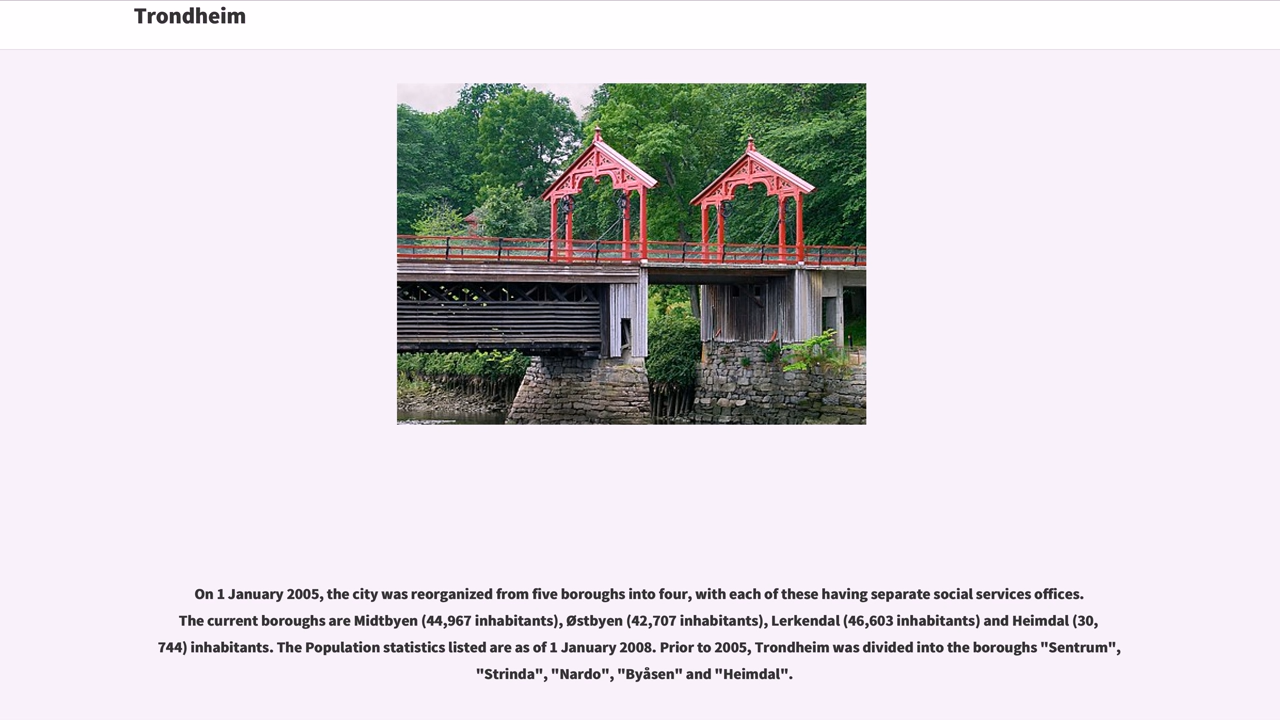 Trondheim
On 1 January 2005, the city was reorganized from five boroughs into four, with each of these having separate social services offices.
The current boroughs are Midtbyen (44,967 inhabitants), Østbyen (42,707 inhabitants), Lerkendal (46,603 inhabitants) and Heimdal (30,
744) inhabitants. The Population statistics listed are as of 1 January 2008. Prior to 2005, Trondheim was divided into the boroughs "Sentrum",
"Strinda", "Nardo", "Byåsen" and "Heimdal".